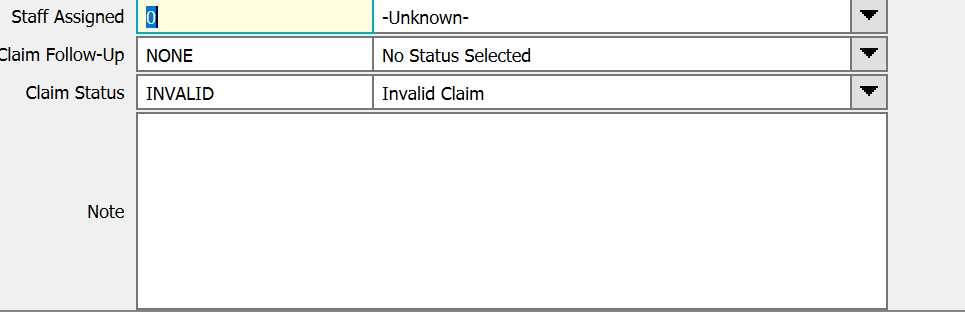 Staff Assigned 0 -Unknown-
Claim Follow-Up NONE No Status Selected
Claim Status INVALID Invalid Claim
Note